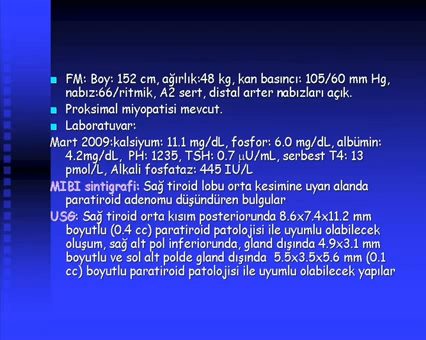 FM: Boy: 152 cm, ağırlık:48 kg, kan basıncı: 105/60 mm Hg,
nabız:66/ritmik, A2 sert, distal arter nabızları açık.
Proksimal miyopatisi mevcut.
Laboratuvar:
Mart 2009:kalsiyum: 11.1 mg/dL, fosfor: 6.0 mg/dL, albümin:
4.2mg/dL, PH: 1235, TSH: 0.7 µU/mL, serbest T4: 13
pmol/L, Alkali fosfataz: 445 IU/L
MIBI sintigrafi: Sağ tiroid lobu orta kesimine uyan alanda
paratiroid adenomu düşündüren bulgular
USG: Sağ tiroid orta kısım posteriorunda 8.6x7.4x11.2 mm
boyutlu (0.4 cc) paratiroid patolojisi ile uyumlu olabilecek
oluşum, sağ alt pol inferiorunda, gland dışında 4.9x3.1 mm
boyutlu ve sol alt polde gland dışında 5.5x3.5x5.6 mm (0.1
cc) boyutlu paratiroid patolojisi ile uyumlu olabilecek yapılar